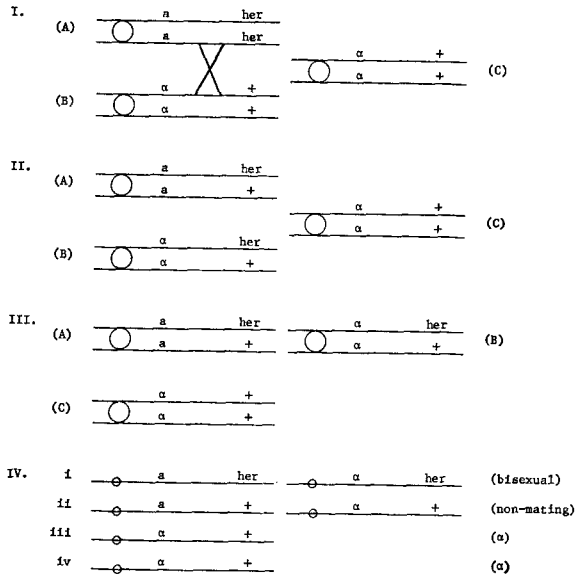 I. (A) a her
a her
α + (C)
α +
(B) α +
α +
II. (A) a her
a +
α + (C)
α +
(B) α her
α +
III. (A) a her α her (B)
a + α +
(C) α +
α +
IV. i a her α her (bisexual)
ii a + α + (non-mating)
iii α + (α)
iv α + (α)